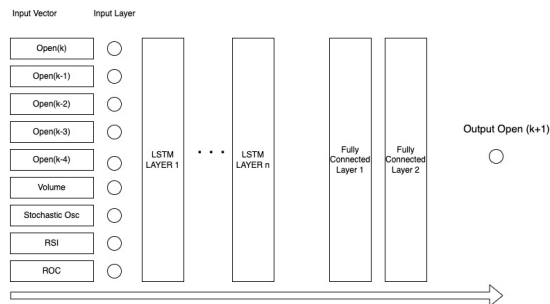 Input Vector
Input Layer
Open(k)
Open(k-1)
Open(k-2)
Open(k-3)
Open(k-4)
Volume
Stochastic Osc
RSI
ROC
LSTM
LAYER 1
. . .
LSTM
LAYER n
Fully
Connected
Layer 1
Fully
Connected
Layer 2
Output Open (k+1)